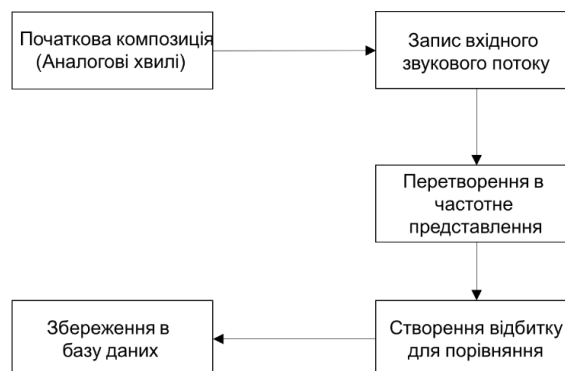 Початкова композиція
(Аналогові хвилі)
Запис вхідного
звукового потоку
Перетворення в
частотне
представлення
Створення відбитку
для порівняння
Збереження в
базу даних